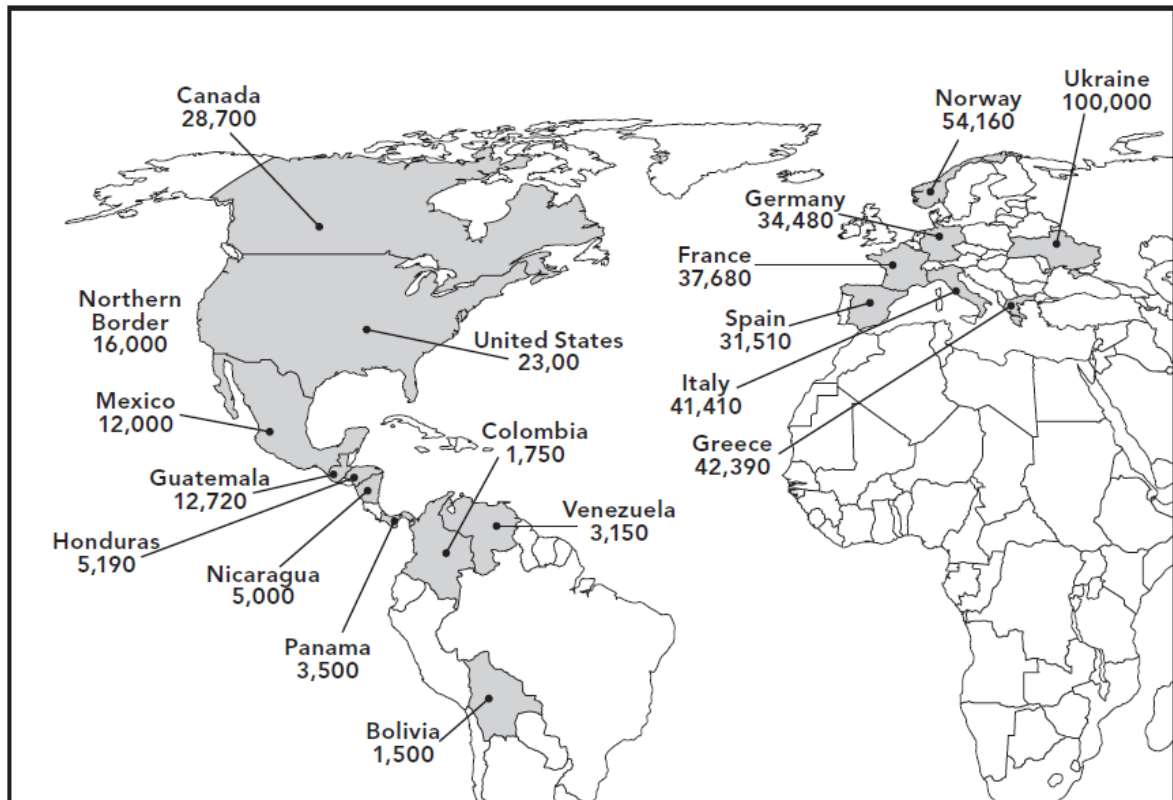 Canada
28,700
Norway
54,160
Ukraine
100,000
Germany
34,480
France
37,680
Northern
Border
16,000
United States
23,00
Spain
31,510
Mexico
12,000
Italy
41,410
Colombia
1,750
Greece
42,390
Guatemala
12,720
Venezuela
3,150
Honduras
5,190
Nicaragua
5,000
Panama
3,500
Bolivia
1,500